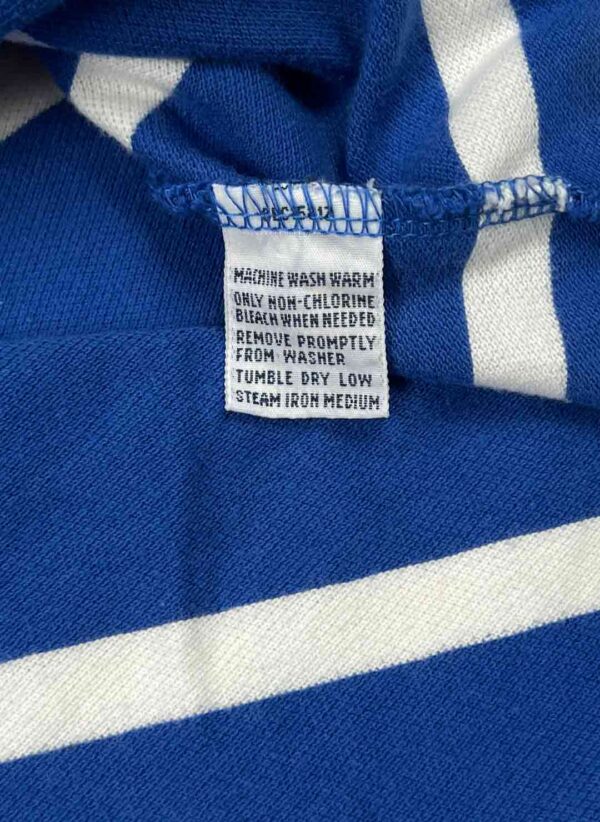 MACHINE WASH WARM
ONLY NON-CHLORINE
BLEACH WHEN NEEDED
REMOVE PROMPTLY
FROM WASHER
TUMBLE DRY LOW
STEAM IRON MEDIUM